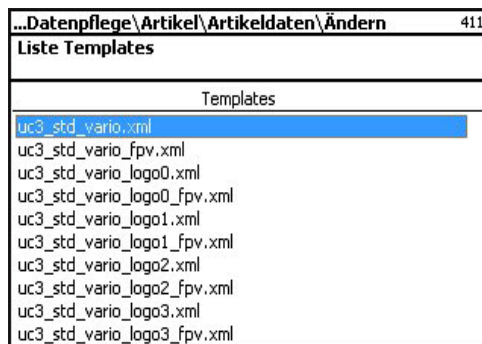 ...Datenpflege\Artikel\Artikeldaten\Ändern 411
Liste Templates
Templates
uc3_std_vario.xml
uc3_std_vario_fpv.xml
uc3_std_vario_logo0.xml
uc3_std_vario_logo0_fpv.xml
uc3_std_vario_logo1.xml
uc3_std_vario_logo1_fpv.xml
uc3_std_vario_logo2.xml
uc3_std_vario_logo2_fpv.xml
uc3_std_vario_logo3.xml
uc3_std_vario_logo3_fpv.xml